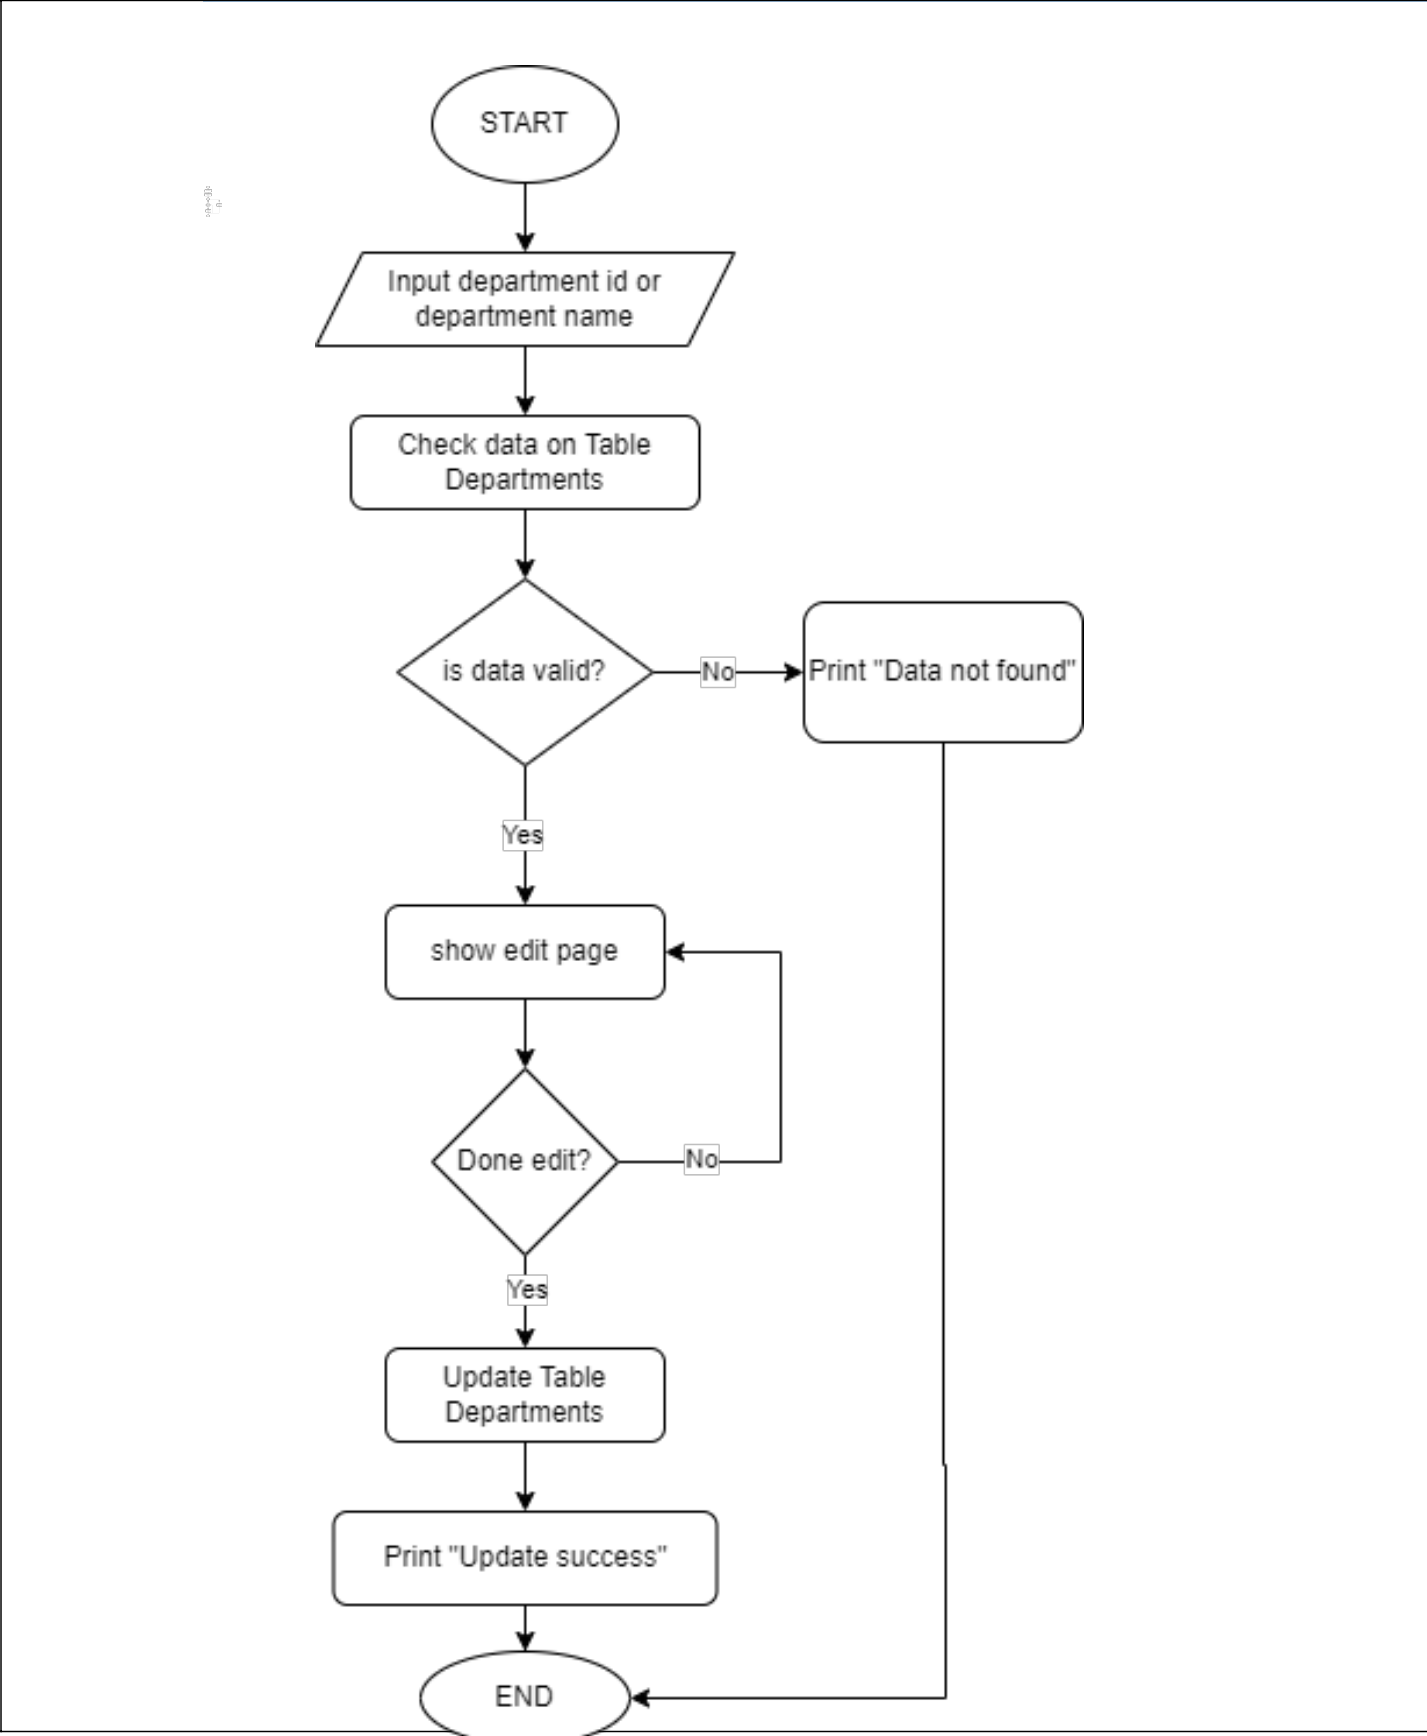 START
Input department id or
department name
Check data on Table
Departments
is data valid?
No
Print "Data not found"
Yes
show edit page
Done edit?
No
Yes
Update Table
Departments
Print "Update success"
END